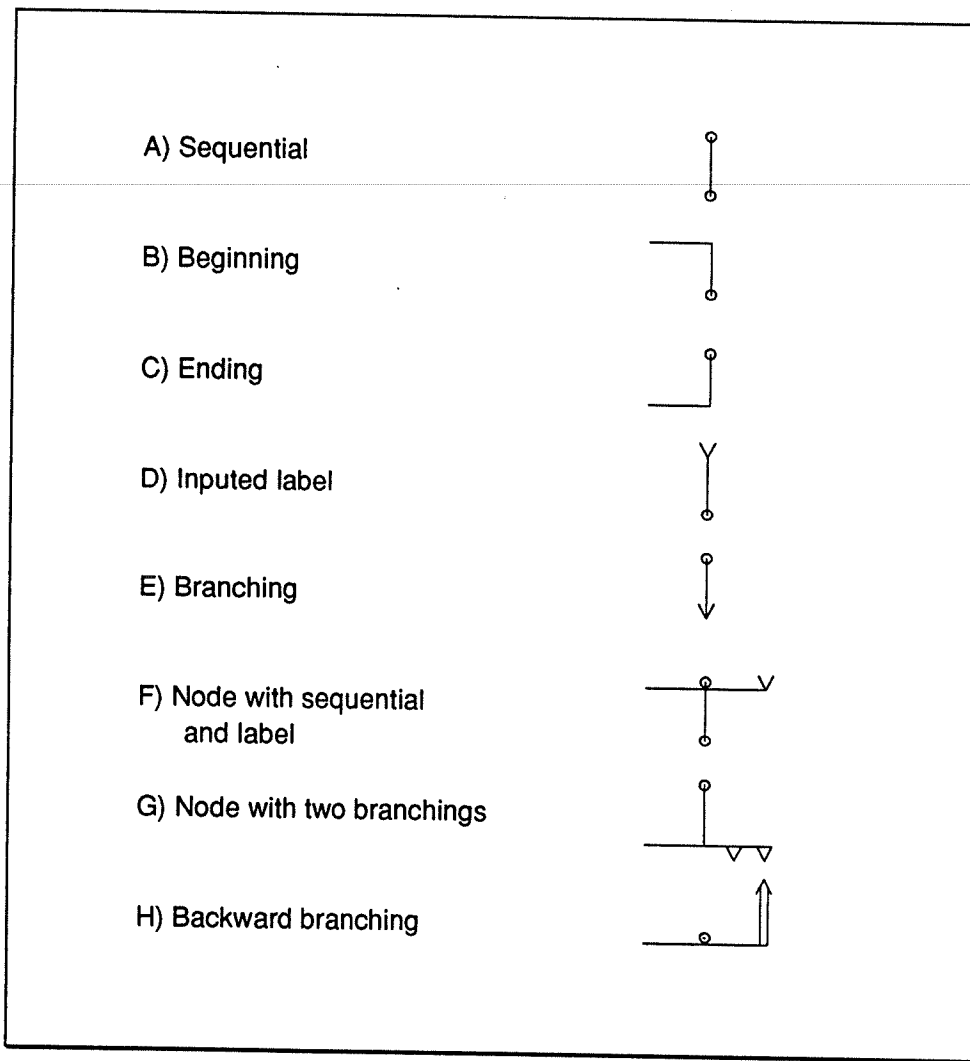 A) Sequential
B) Beginning
C) Ending
D) Inputed label
E) Branching
F) Node with sequential
and label
G) Node with two branchings
H) Backward branching